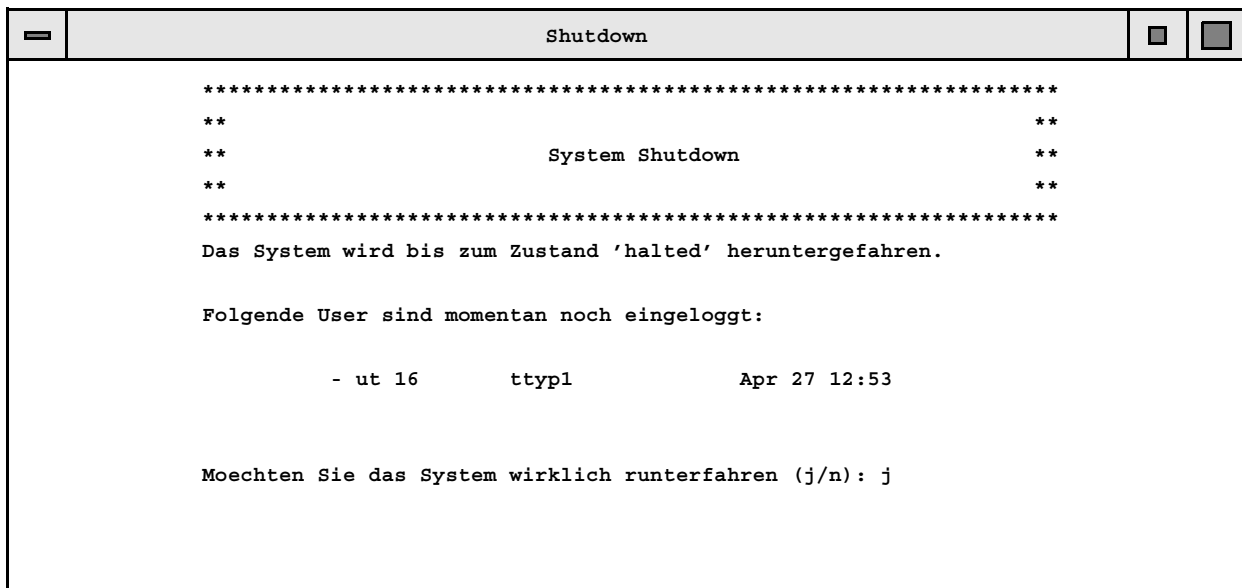 Shutdown
*******************************************************************
** **
** System Shutdown **
** **
*******************************************************************
Das System wird bis zum Zustand ’halted’ heruntergefahren.
Folgende User sind momentan noch eingeloggt:
- ut 16 ttyp1 Apr 27 12:53
Moechten Sie das System wirklich runterfahren (j/n): j